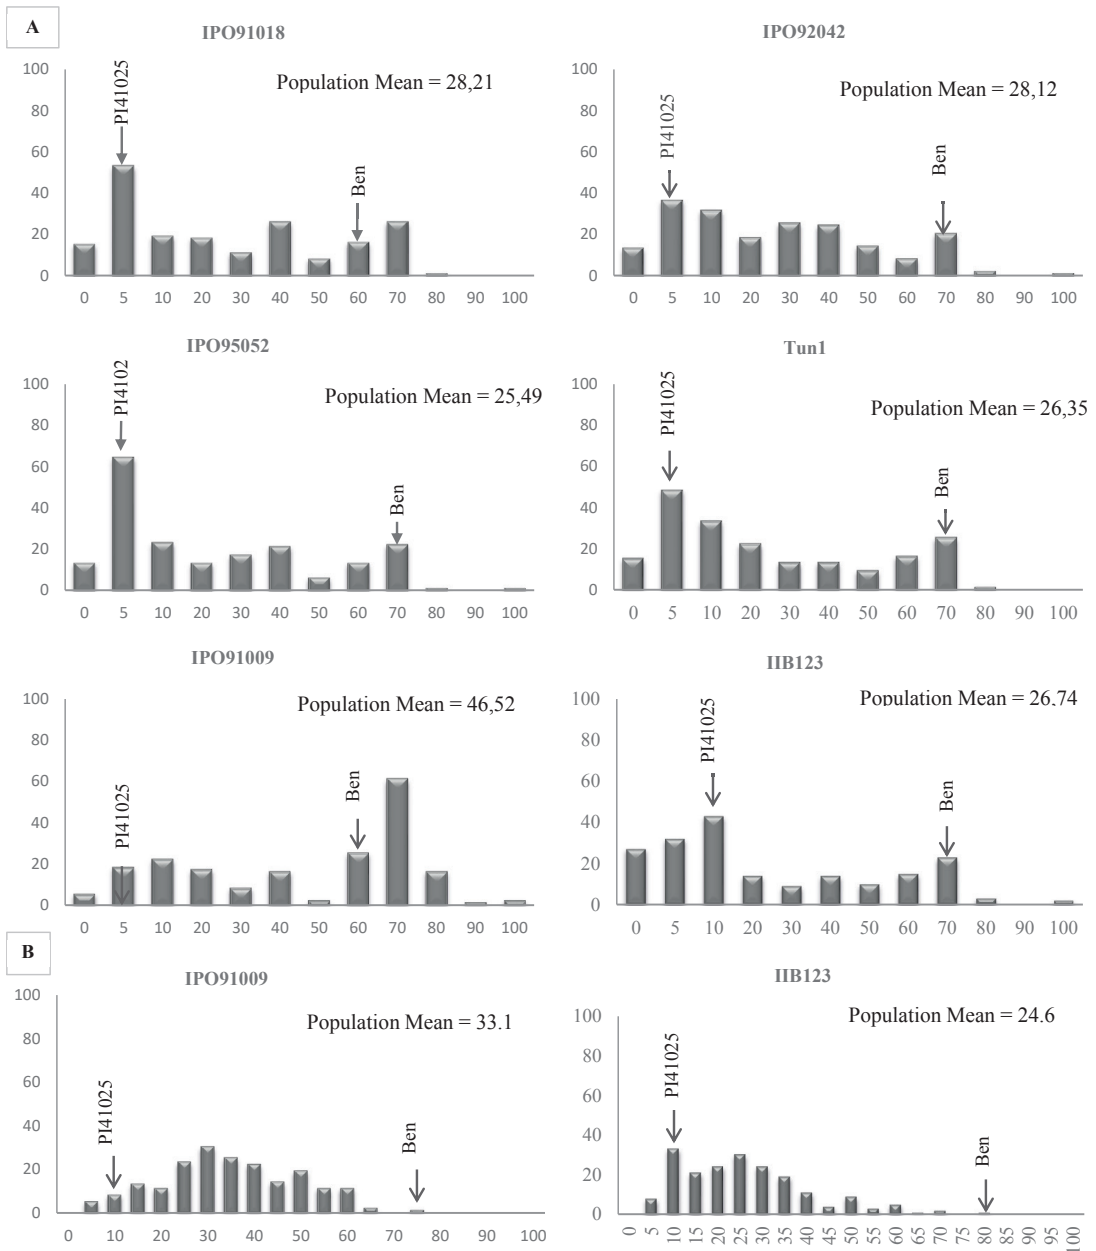 A
IPO91018
Population Mean = 28,21
PI41025
Ben
100
80
60
40
20
0
0 5 10 20 30 40 50 60 70 80 90 100
IPO92042
Population Mean = 28,12
PI41025
Ben
100
80
60
40
20
0
0 5 10 20 30 40 50 60 70 80 90 100
IPO95052
Population Mean = 25,49
PI4102
Ben
100
80
60
40
20
0
0 5 10 20 30 40 50 60 70 80 90 100
Tun1
Population Mean = 26,35
PI41025
Ben
100
80
60
40
20
0
0 5 10 20 30 40 50 60 70 80 90 100
IPO91009
Population Mean = 46,52
PI41025
Ben
100
80
60
40
20
0
0 5 10 20 30 40 50 60 70 80 90 100
IIB123
Population Mean = 26,74
PI41025
Ben
100
80
60
40
20
0
0 5 10 20 30 40 50 60 70 80 90 100
B
IPO91009
Population Mean = 33.1
PI41025
Ben
100
80
60
40
20
0
0 10 20 30 40 50 60 70 80 90 100
IIB123
Population Mean = 24.6
PI41025
Ben
100
80
60
40
20
0
0 5 10 15 20 25 30 35 40 45 50 55 60 65 70 75 80 85 90 95 100